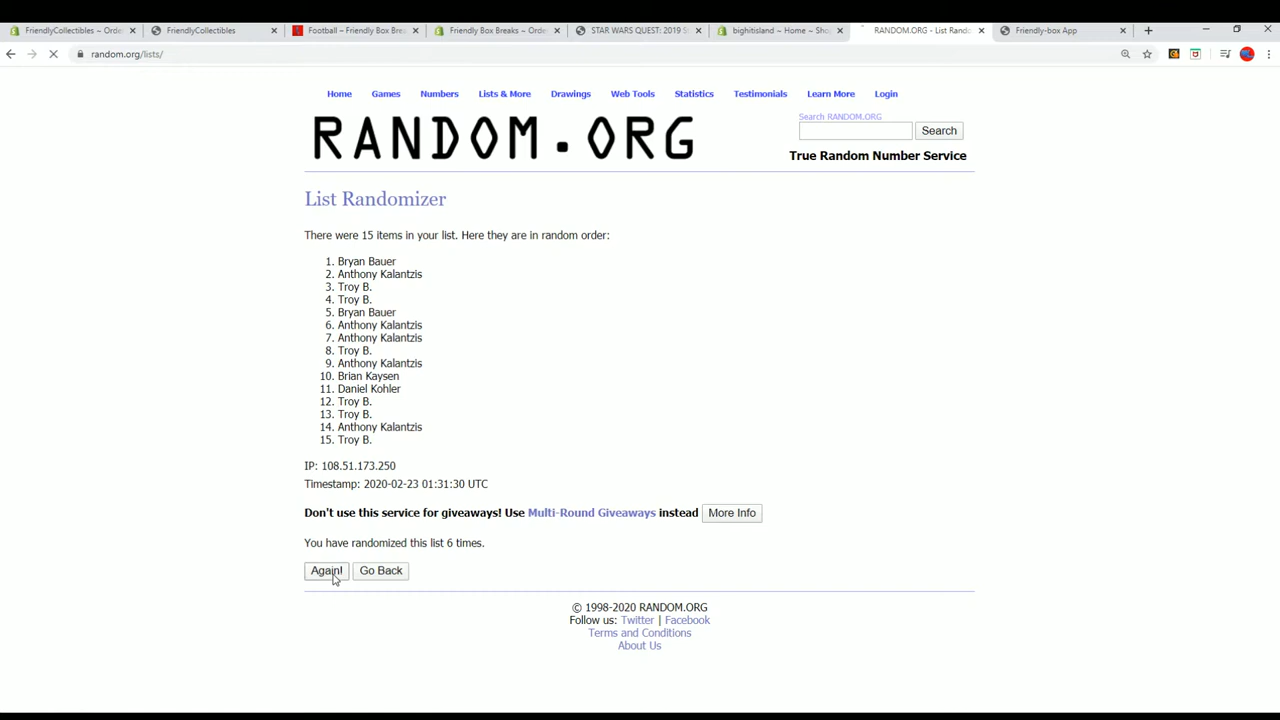 FriendlyCollectibles – Orde
FriendlyCollectibles
Football – Friendly Box Brea
Friendly Box Breaks – Orde
STAR WARS QUEST: 2019 S
bighitisland – Home – Sho
RANDOM.ORG - List Rando
Friendly-box App
random.org/lists/
Home Games Numbers Lists & More Drawings Web Tools Statistics Testimonials Learn More Login
RANDOM.ORG
Search RANDOM.ORG
Search
True Random Number Service
List Randomizer
There were 15 items in your list. Here they are in random order:
1. Bryan Bauer
2. Anthony Kalantzis
3. Troy B.
4. Troy B.
5. Bryan Bauer
6. Anthony Kalantzis
7. Anthony Kalantzis
8. Troy B.
9. Anthony Kalantzis
10. Brian Kaysen
11. Daniel Kohler
12. Troy B.
13. Troy B.
14. Anthony Kalantzis
15. Troy B.
IP: 108.51.173.250
Timestamp: 2020-02-23 01:31:30 UTC
Don't use this service for giveaways! Use Multi-Round Giveaways instead More Info
You have randomized this list 6 times.
Again! Go Back
© 1998-2020 RANDOM.ORG
Follow us: Twitter | Facebook
Terms and Conditions
About Us